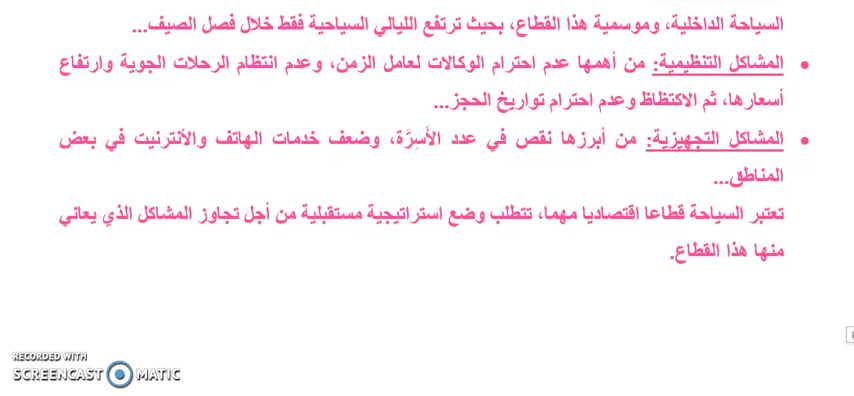 السياحة الداخلية، وموسمية هذا القطاع، بحيث ترتفع الليالي السياحية فقط خلال فصل الصيف...
• المشاكل التنظيمية: من أهمها عدم احترام الوكالات لعامل الزمن، وعدم انتظام الرحلات الجوية وارتفاع
أسعارها، ثم الاكتظاظ وعدم احترام تواريخ الحجز...
• المشاكل التجهيزية: من أبرزها نقص في عدد الأَسِرَّة، وضعف خدمات الهاتف والأنترنيت في بعض
المناطق...
تعتبر السياحة قطاعا اقتصاديا مهما، تتطلب وضع استراتيجية مستقبلية من أجل تجاوز المشاكل الذي يعاني
منها هذا القطاع.
RECORDED WITH
SCREENCAST MATIC